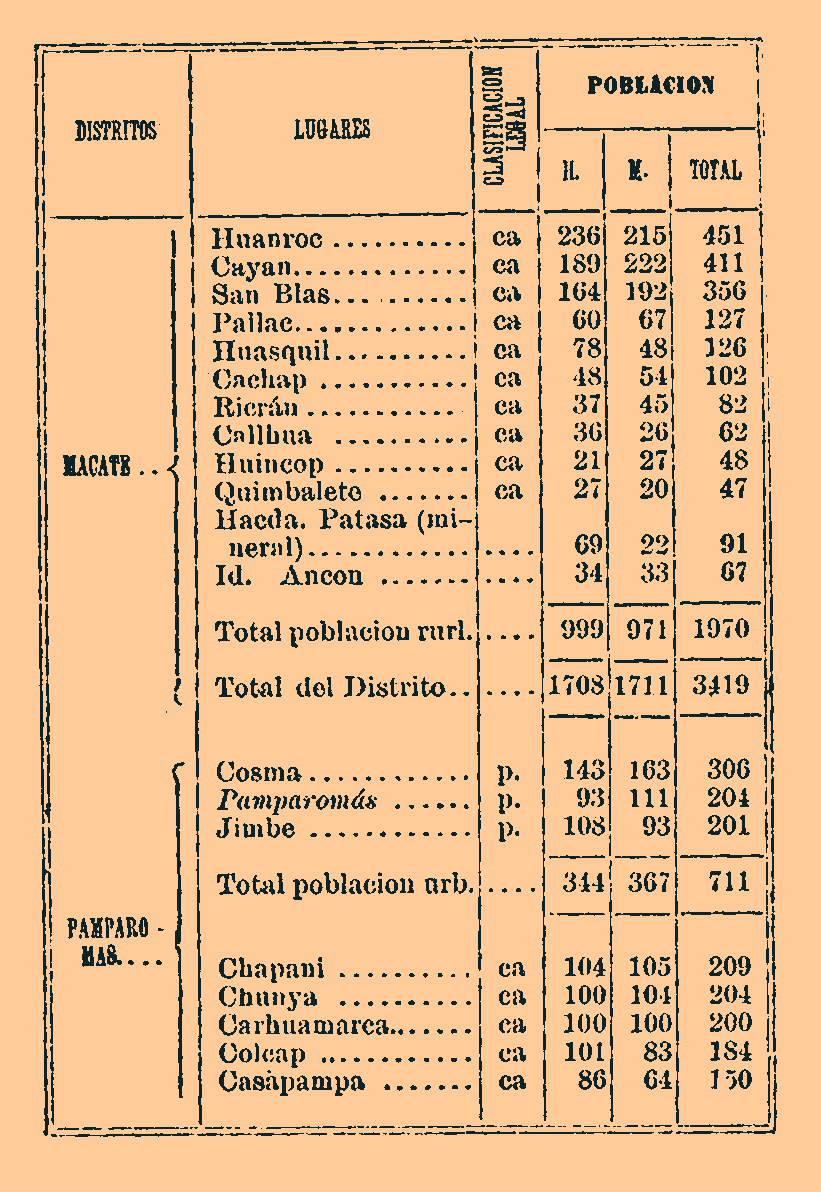 DISTRITOS LUGARES CLASIFICACION LEGAL POBLACION
H. M. TOTAL
Huanroc .......... ca 236 215 451
Cayan............. ca 189 222 411
San Blas.......... ca 164 192 356
Pallac............. ca 60 67 127
Huasquil.......... ca 78 48 126
Cachap ........... ca 48 54 102
Ricrán ........... ca 37 45 82
Callhua .......... ca 36 26 62
MACATE .. Huincop .......... ca 21 27 48
Quimbalete ....... ca 27 20 47
Hacda. Patasa (mi-
neral)................ 69 22 91
Id. Ancon ........... 34 33 67
Total poblacion rurl..... 999 971 1970
Total del Distrito...... 1708 1711 3419
Cosma............ p. 143 163 306
Pamparomás ...... p. 93 111 204
Jimbe ............ p. 108 93 201
Total poblacion urb..... 344 367 711
PAMPARO-
MAS....
Chapani .......... ca 104 105 209
Chunya .......... ca 100 104 204
Carhuamarca....... ca 100 100 200
Colcap ........... ca 101 83 184
Casàpampa ....... ca 86 64 150